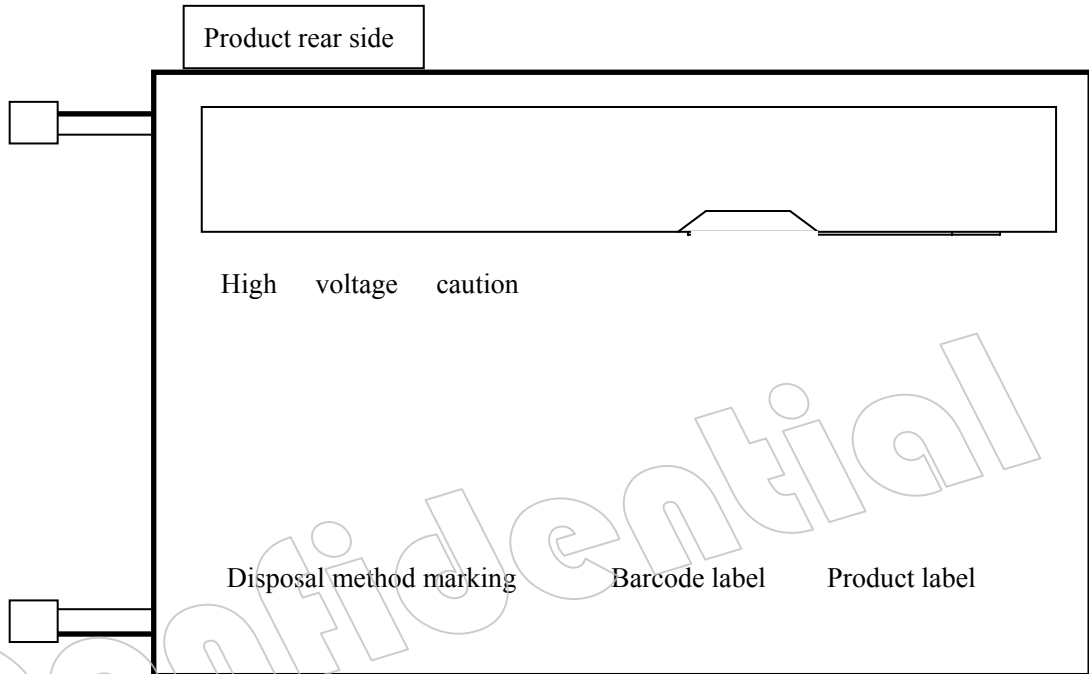 Product rear side
High voltage caution
Disposal method marking Barcode label Product label
Confidential